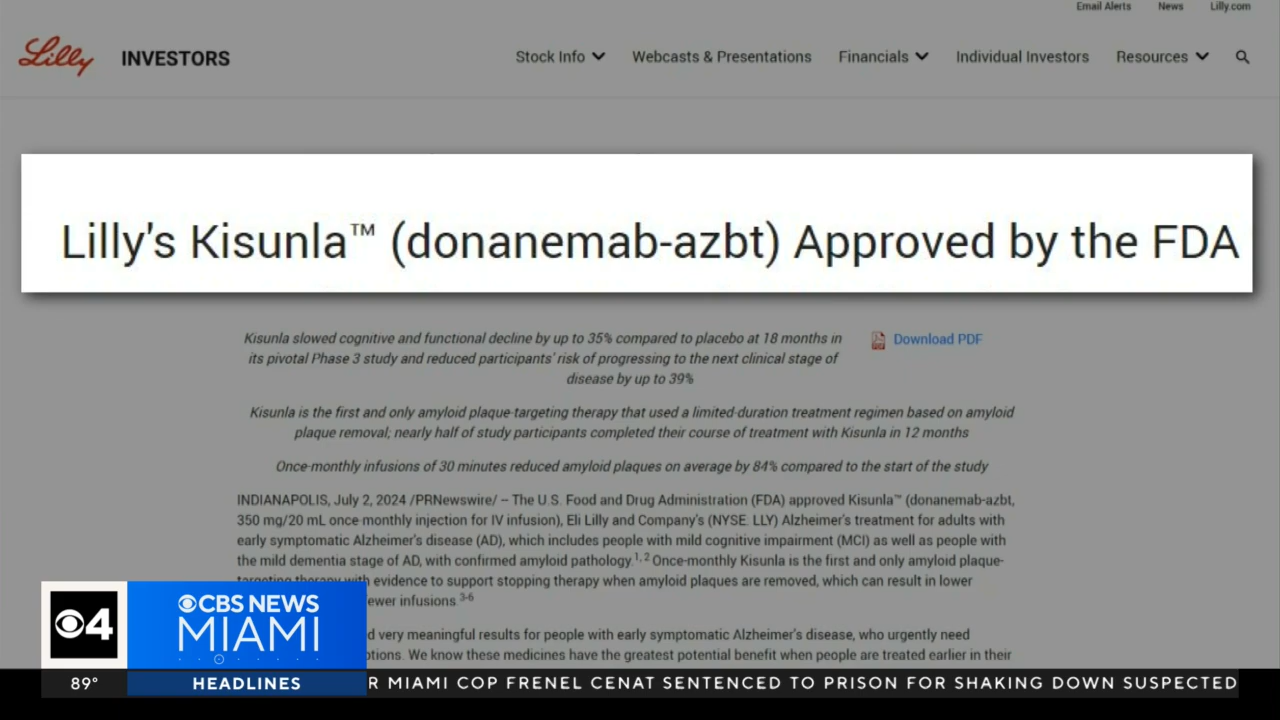 Email Alerts News Lilly.com
Lilly INVESTORS Stock Info Webcasts & Presentations Financials Individual Investors Resources
Lilly's Kisunla™ (donanemab-azbt) Approved by the FDA
Kisunla slowed cognitive and functional decline by up to 35% compared to placebo at 18 months in
its pivotal Phase 3 study and reduced participants' risk of progressing to the next clinical stage of
disease by up to 39%
Download PDF
Kisunla is the first and only amyloid plaque-targeting therapy that used a limited-duration treatment regimen based on amyloid
plaque removal; nearly half of study participants completed their course of treatment with Kisunla in 12 months
Once-monthly infusions of 30 minutes reduced amyloid plaques on average by 84% compared to the start of the study
INDIANAPOLIS, July 2, 2024 /PRNewswire/ -- The U.S. Food and Drug Administration (FDA) approved Kisunla™ (donanemab-azbt,
350 mg/20 mL once-monthly injection for IV infusion), Eli Lilly and Company's (NYSE: LLY) Alzheimer's treatment for adults with
early symptomatic Alzheimer's disease (AD), which includes people with mild cognitive impairment (MCI) as well as people with
the mild dementia stage of AD, with confirmed amyloid pathology.1, 2 Once-monthly Kisunla is the first and only amyloid plaque-
targeting therapy with evidence to support stopping therapy when amyloid plaques are removed, which can result in lower
ewer infusions.3-6
d very meaningful results for people with early symptomatic Alzheimer's disease, who urgently need
otions. We know these medicines have the greatest potential benefit when people are treated earlier in their
4 CBS NEWS
MIAMI
89° HEADLINES R MIAMI COP FRENEL CENAT SENTENCED TO PRISON FOR SHAKING DOWN SUSPECTED